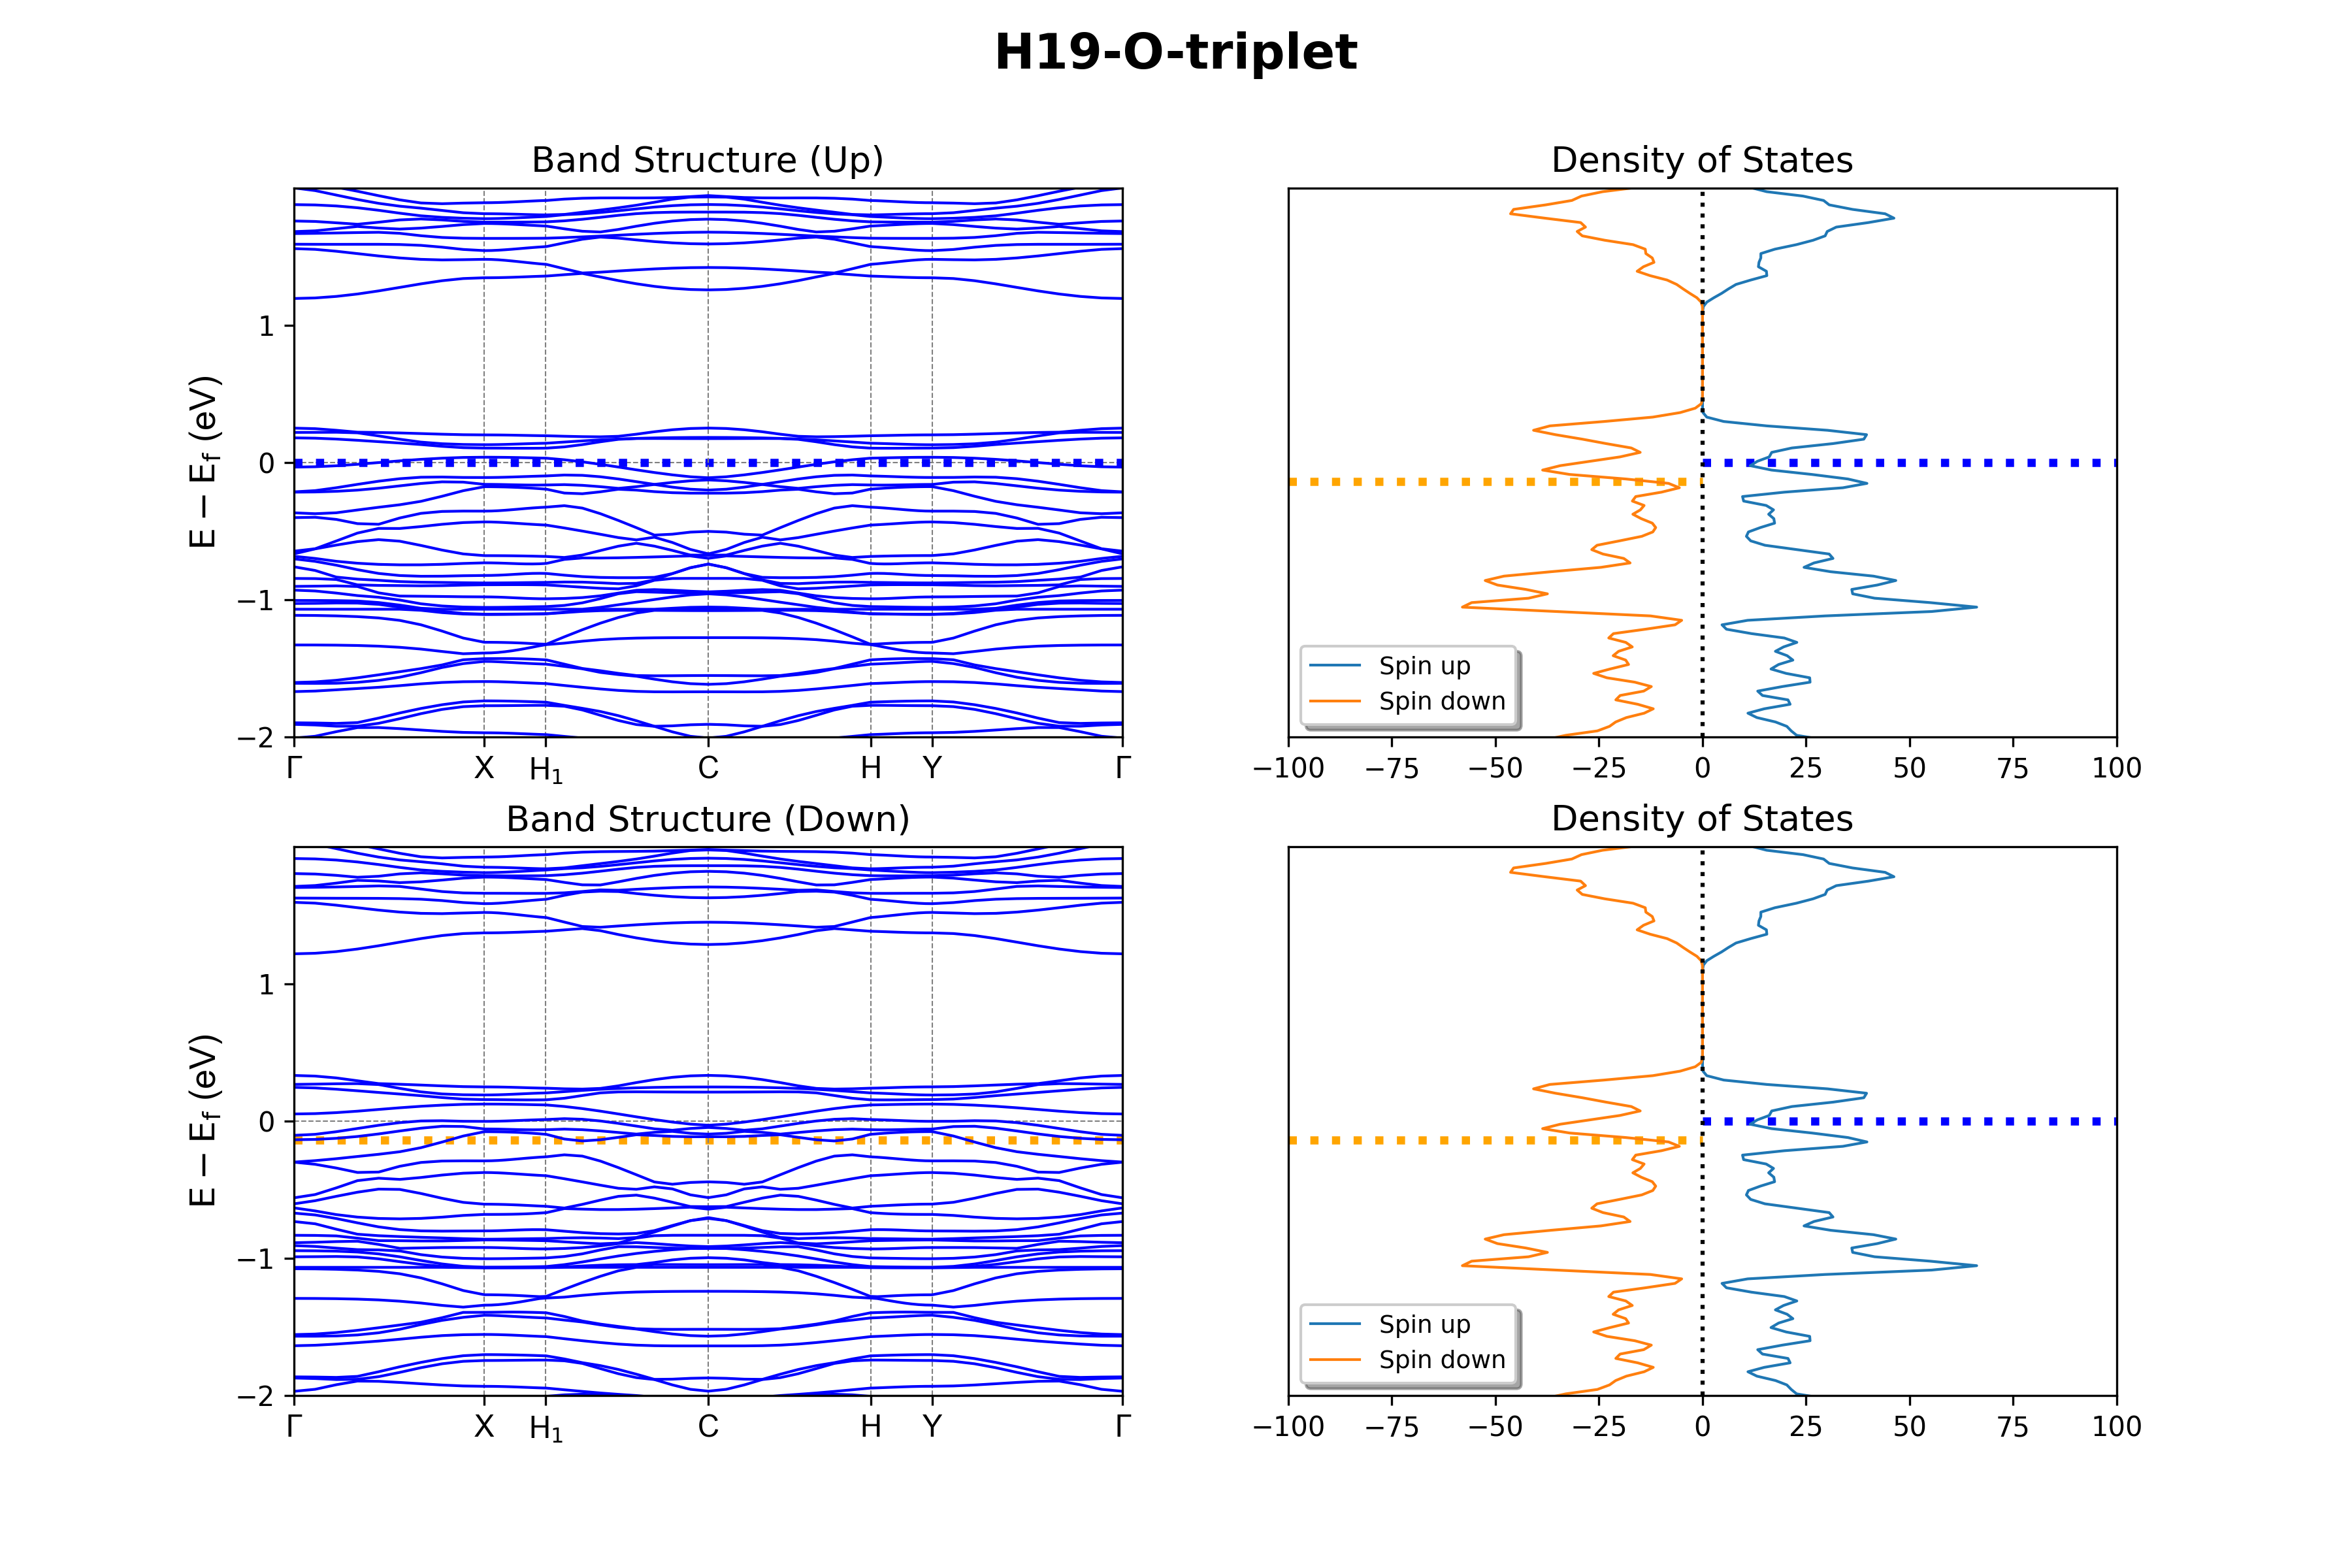 H19-O-triplet
Band Structure (Up)
Density of States
E − E_f (eV)
1
0
−1
−2
Γ X H₁ C H Y Γ
Spin up
Spin down
−100 −75 −50 −25 0 25 50 75 100
Band Structure (Down)
Density of States
E − E_f (eV)
1
0
−1
−2
Γ X H₁ C H Y Γ
Spin up
Spin down
−100 −75 −50 −25 0 25 50 75 100